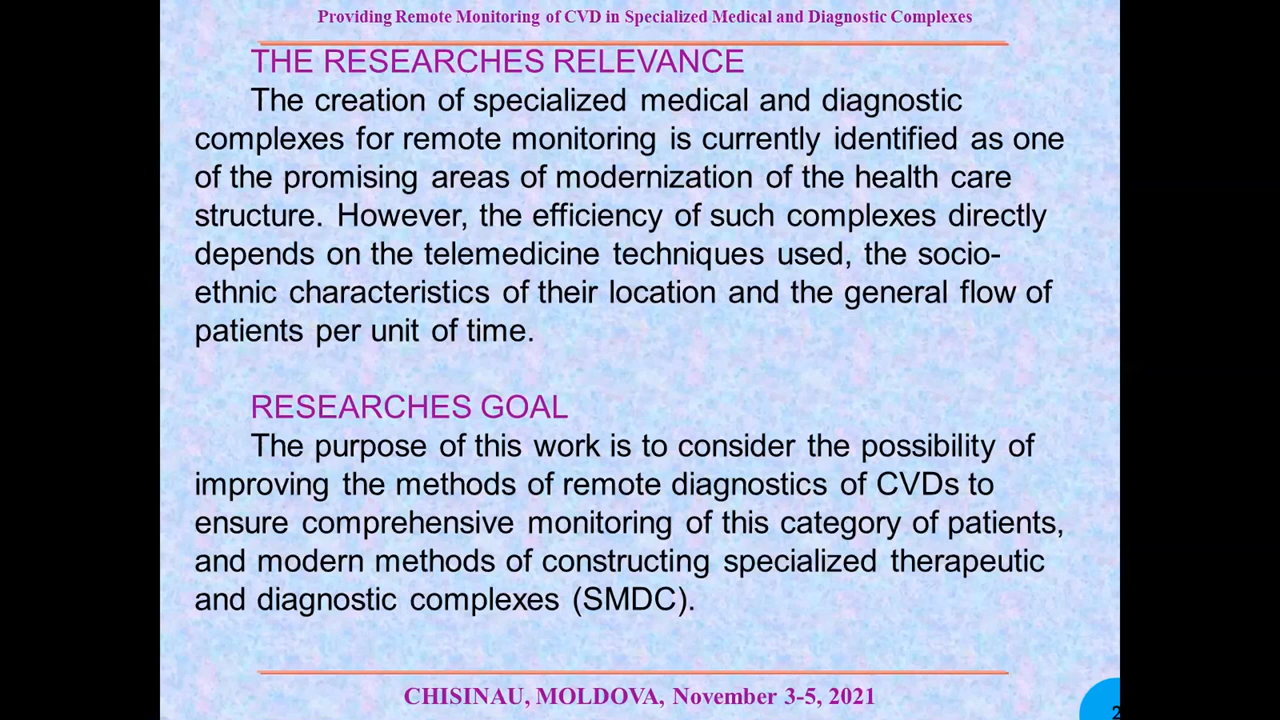 Providing Remote Monitoring of CVD in Specialized Medical and Diagnostic Complexes
THE RESEARCHES RELEVANCE
The creation of specialized medical and diagnostic
complexes for remote monitoring is currently identified as one
of the promising areas of modernization of the health care
structure. However, the efficiency of such complexes directly
depends on the telemedicine techniques used, the socio-
ethnic characteristics of their location and the general flow of
patients per unit of time.
RESEARCHES GOAL
The purpose of this work is to consider the possibility of
improving the methods of remote diagnostics of CVDs to
ensure comprehensive monitoring of this category of patients,
and modern methods of constructing specialized therapeutic
and diagnostic complexes (SMDC).
CHISINAU, MOLDOVA, November 3-5, 2021
2